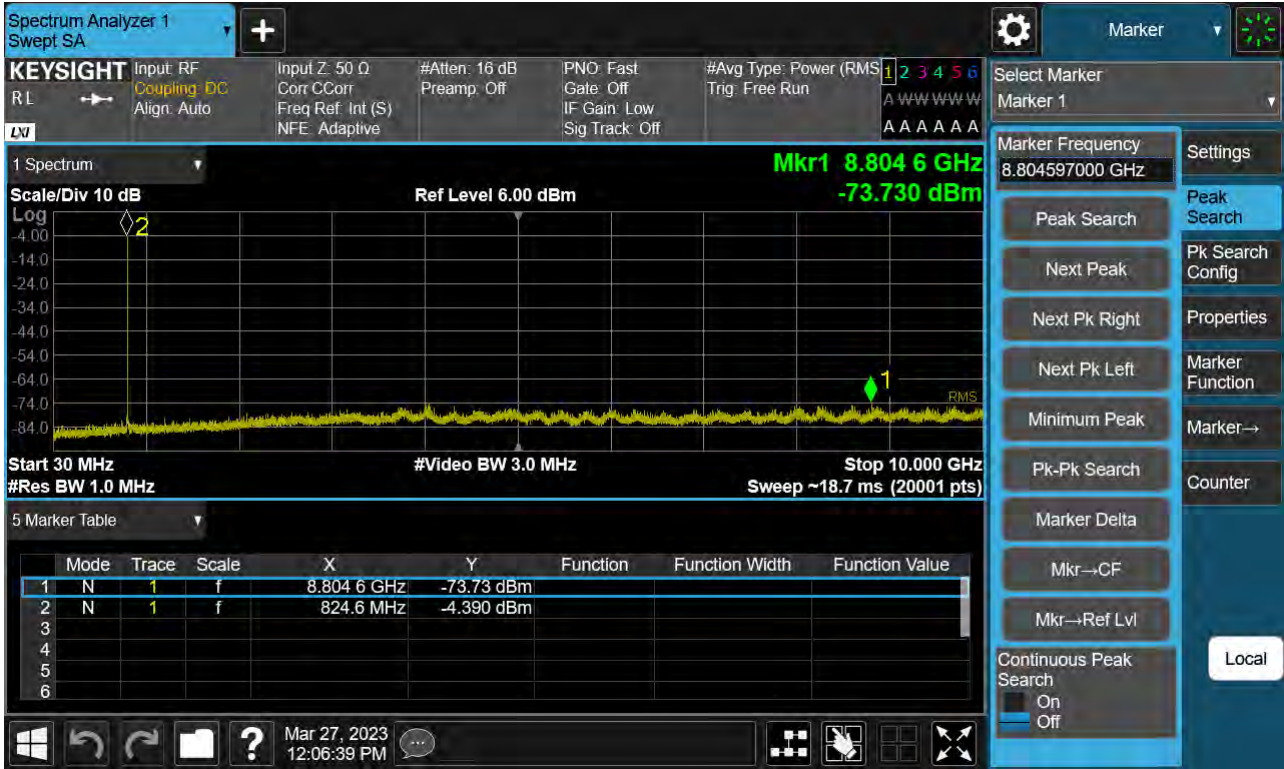 Spectrum Analyzer 1
Swept SA
+
Marker
KEYSIGHT
RL
LXI
Input: RF
Coupling: DC
Align: Auto
Input Z: 50 Ω
Corr CCorr
Freq Ref: Int (S)
NFE: Adaptive
#Atten: 16 dB
Preamp: Off
PNO: Fast
Gate: Off
IF Gain: Low
Sig Track: Off
#Avg Type: Power (RMS
Trig: Free Run
1 2 3 4 5 6
A W W W W W
A A A A A A
Select Marker
Marker 1
1 Spectrum
Mkr1 8.804 6 GHz
Scale/Div 10 dB
Ref Level 6.00 dBm
-73.730 dBm
Log
-4.00
-14.0
-24.0
-34.0
-44.0
-54.0
-64.0
-74.0
-84.0
2
1
RMS
Start 30 MHz
#Video BW 3.0 MHz
Stop 10.000 GHz
#Res BW 1.0 MHz
Sweep ~18.7 ms (20001 pts)
5 Marker Table
Mode Trace Scale X Y Function Function Width Function Value
1 N 1 f 8.804 6 GHz -73.73 dBm
2 N 1 f 824.6 MHz -4.390 dBm
3
4
5
6
Marker Frequency
8.804597000 GHz
Peak Search
Next Peak
Next Pk Right
Next Pk Left
Minimum Peak
Pk-Pk Search
Marker Delta
Mkr→CF
Mkr→Ref Lvl
Continuous Peak
Search
On
Off
Settings
Peak
Search
Pk Search
Config
Properties
Marker
Function
Marker→
Counter
Local
?
Mar 27, 2023
12:06:39 PM